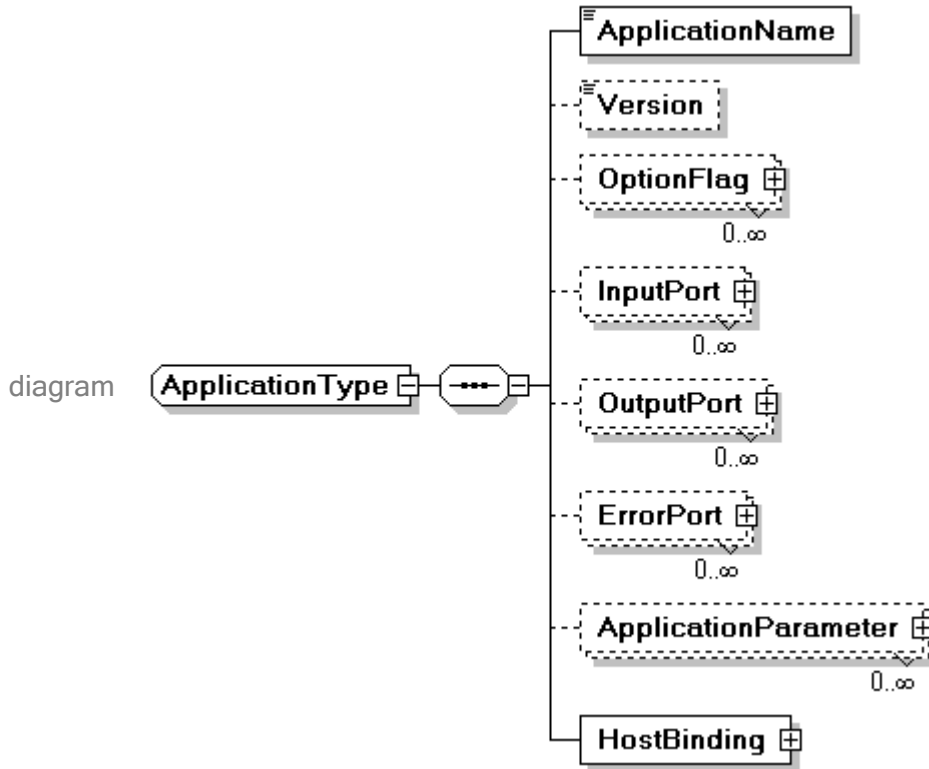 ApplicationName
Version
OptionFlag
0..∞
InputPort
0..∞
diagram
ApplicationType
OutputPort
0..∞
ErrorPort
0..∞
ApplicationParameter
0..∞
HostBinding